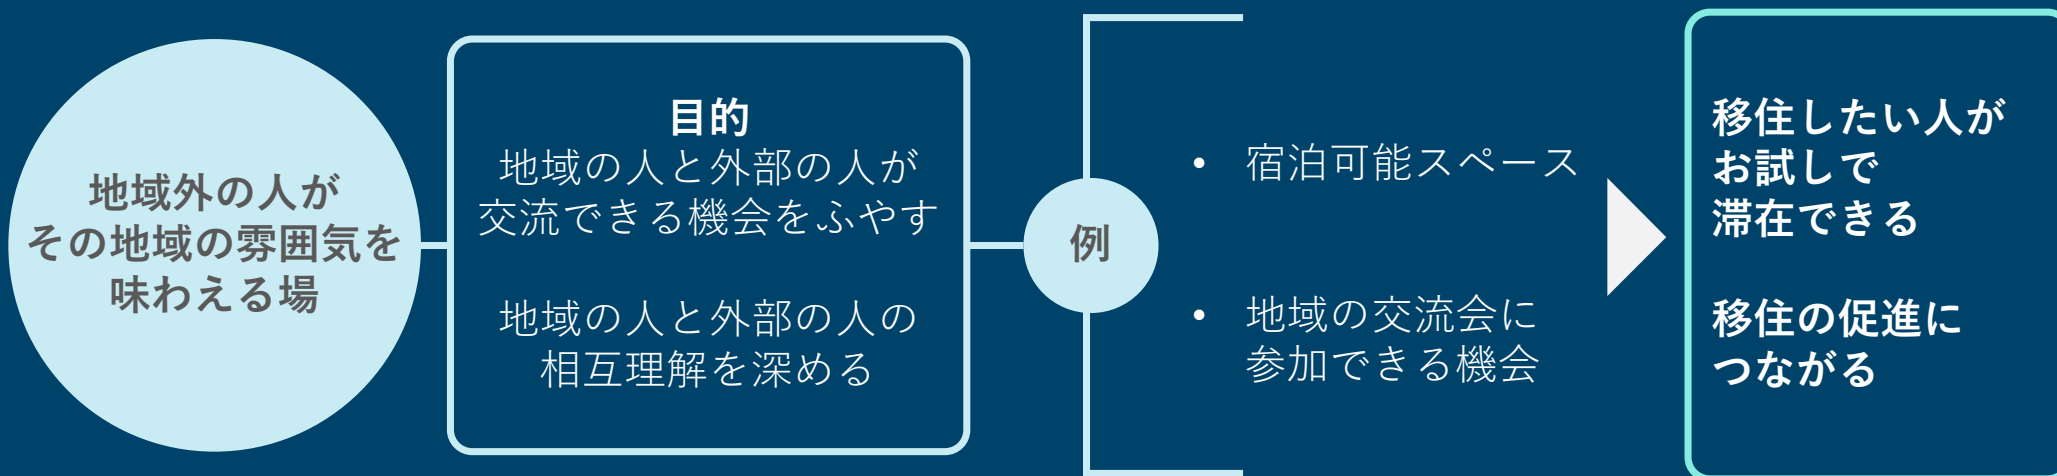 地域外の人が
その地域の雰囲気を
味わえる場
目的
地域の人と外部の人が
交流できる機会をふやす
地域の人と外部の人の
相互理解を深める
例
• 宿泊可能スペース
• 地域の交流会に
参加できる機会
移住したい人が
お試しで
滞在できる
移住の促進に
つながる